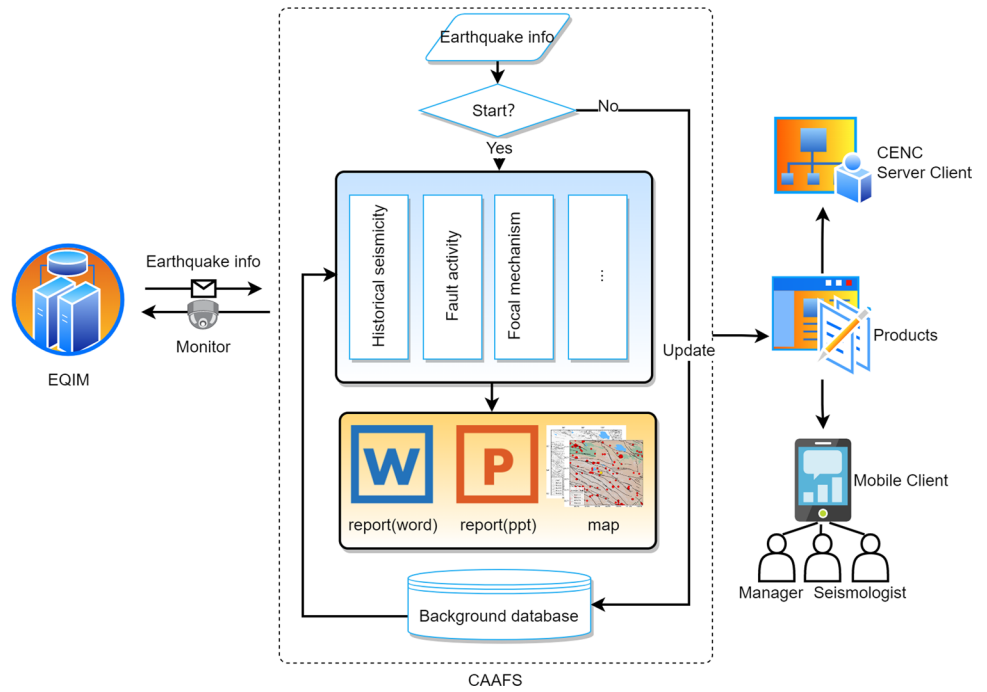 Earthquake info
Start?
No
Yes
Historical seismicity
Fault activity
Focal mechanism
...
Update
Earthquake info
Monitor
EQIM
W
report(word)
P
report(ppt)
map
Background database
CAAFS
CENC
Server Client
Products
Mobile Client
Manager
Seismologist